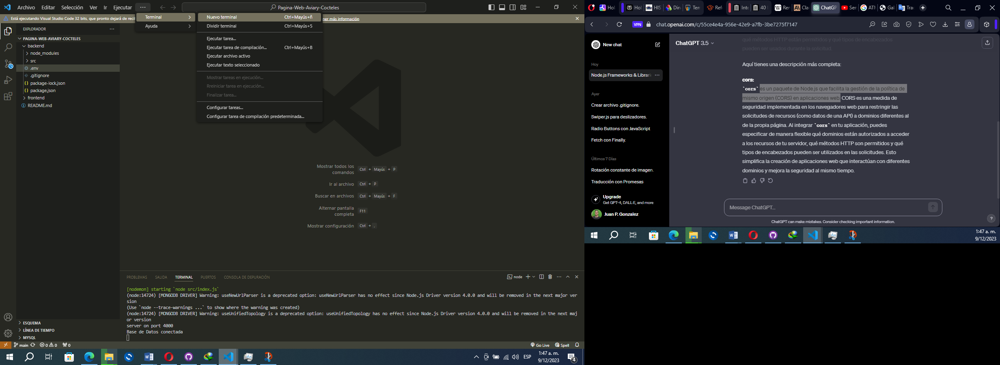 Archivo Editar Selección Ver Ir Ejecutar ··· Pagina-Web-Aviary-Cocteles
Está ejecutando Visual Studio Code 32 bits, que pronto dejará de recil
ner más información
Terminal
Ayuda
Nuevo terminal Ctrl+Mayús+ñ
Dividir terminal Ctrl+Mayús+5
Ejecutar tarea...
Ejecutar tarea de compilación... Ctrl+Mayús+B
Ejecutar archivo activo
Ejecutar texto seleccionado
Mostrar tareas en ejecución...
Rreiniciar tarea en ejecución...
Finalizar tarea...
Configurar tareas...
Configurar tarea de compilación predeterminada...
EXPLORADOR
PAGINA-WEB-AVIARY-COCTELES
backend
node_modules
src
.env
.gitignore
package-lock.json
package.json
frontend
README.md
ESQUEMA
LÍNEA DE TIEMPO
MYSQL
Mostrar todos los comandos Ctrl + Mayús + P
Ir al archivo Ctrl + P
Buscar en archivos Ctrl + Mayús + F
Alternar pantalla completa F11
Mostrar configuración Ctrl + ,
PROBLEMAS SALIDA TERMINAL PUERTOS CONSOLA DE DEPURACIÓN
node
[nodemon] starting `node src/index.js`
(node:14724) [MONGODB DRIVER] Warning: useNewUrlParser is a deprecated option: useNewUrlParser has no effect since Node.js Driver version 4.0.0 and will be removed in the next major ver
sion
(Use `node --trace-warnings ...` to show where the warning was created)
(node:14724) [MONGODB DRIVER] Warning: useUnifiedTopology is a deprecated option: useUnifiedTopology has no effect since Node.js Driver version 4.0.0 and will be removed in the next maj
or version
server on port 4000
Base de Datos conectada
main 0 0 0
Go Live Spell
ESP
1:47 a. m.
9/12/2023
4
Hol Hol HIS Din Ten Refe Inte 40 Ren Clac ChatGP Ser ATM Gal Tra
VPN chat.openai.com/c/55ce4e4a-956e-42e9-a7fb-3be7275f7147
New chat
Hoy
Node.js Frameworks & Librari ···
Ayer
Crear archivo .gitignore.
Swiper.js para deslizadores.
Radio Buttons con JavaScript
Fetch con Finally.
Últimos 7 Días
Rotación constante de imagen.
Traducción con Promesas
Upgrade
Get GPT-4, DALL·E, and more
Juan P. Gonzalez
ChatGPT 3.5
qué métodos HTTP están permitidos y qué tipos de encabezados
pueden ser usados durante la solicitud.
Aquí tienes una descripción más completa:
cors:
`cors` es un paquete de Node.js que facilita la gestión de la política de
mismo origen (CORS) en aplicaciones web. CORS es una medida de
seguridad implementada en los navegadores web para restringir las
solicitudes de recursos (como datos de una API) a dominios diferentes al
de la propia página. Al integrar `cors` en tu aplicación, puedes
especificar de manera flexible qué dominios están autorizados a acceder
a los recursos de tu servidor, qué métodos HTTP son permitidos y qué
tipos de encabezados pueden ser utilizados en las solicitudes. Esto
simplifica la creación de aplicaciones web que interactúan con diferentes
dominios y mejora la seguridad al mismo tiempo.
Message ChatGPT...
ChatGPT can make mistakes. Consider checking important information.
?
1:47 a. m.
9/12/2023